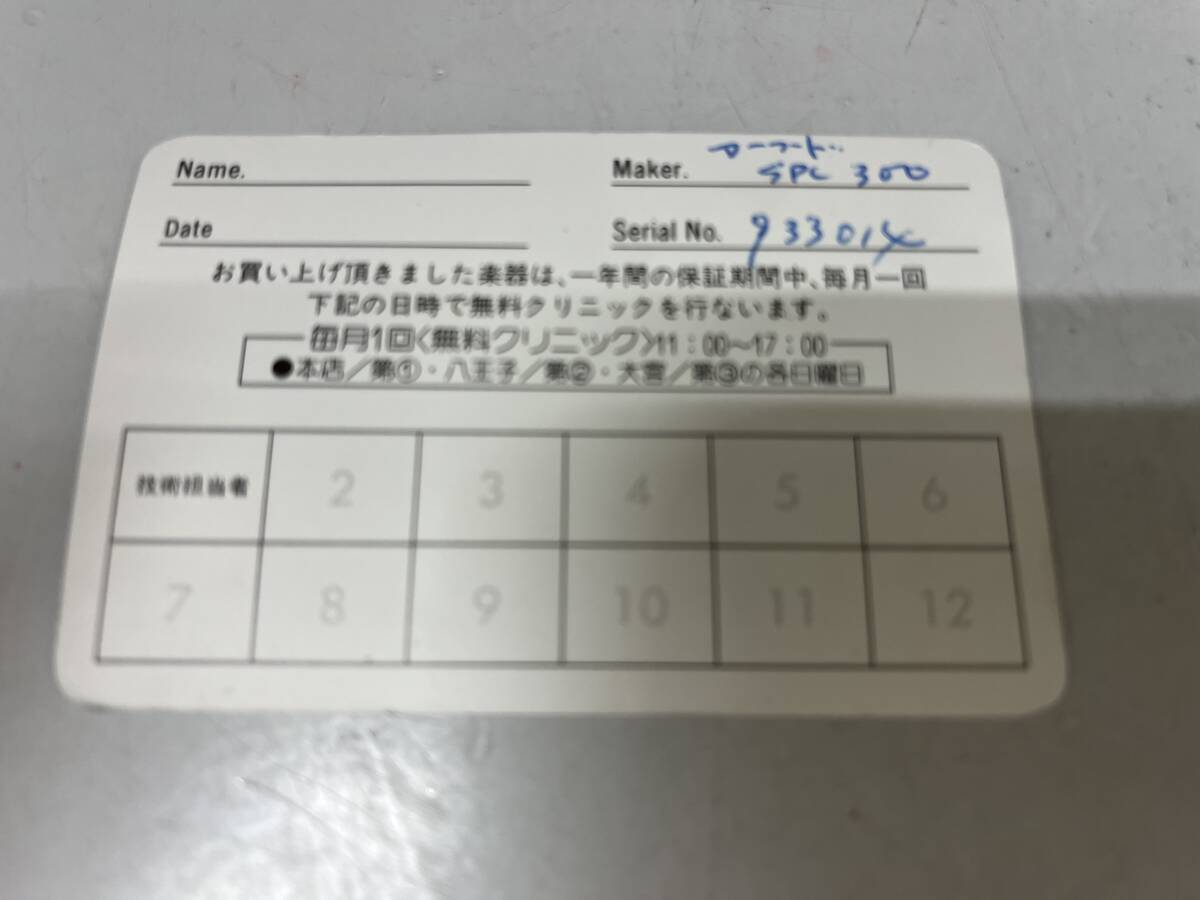 Name.
Maker. マーフード SPL 300
Date
Serial No. 933014
お買い上げ頂きました楽器は、一年間の保証期間中、毎月一回
下記の日時で無料クリニックを行ないます。
毎月1回〈無料クリニック〉11：00〜17：00
●本店／第①・八王子／第②・大宮／第③の各日曜日
技術担当者 2 3 4 5 6
7 8 9 10 11 12